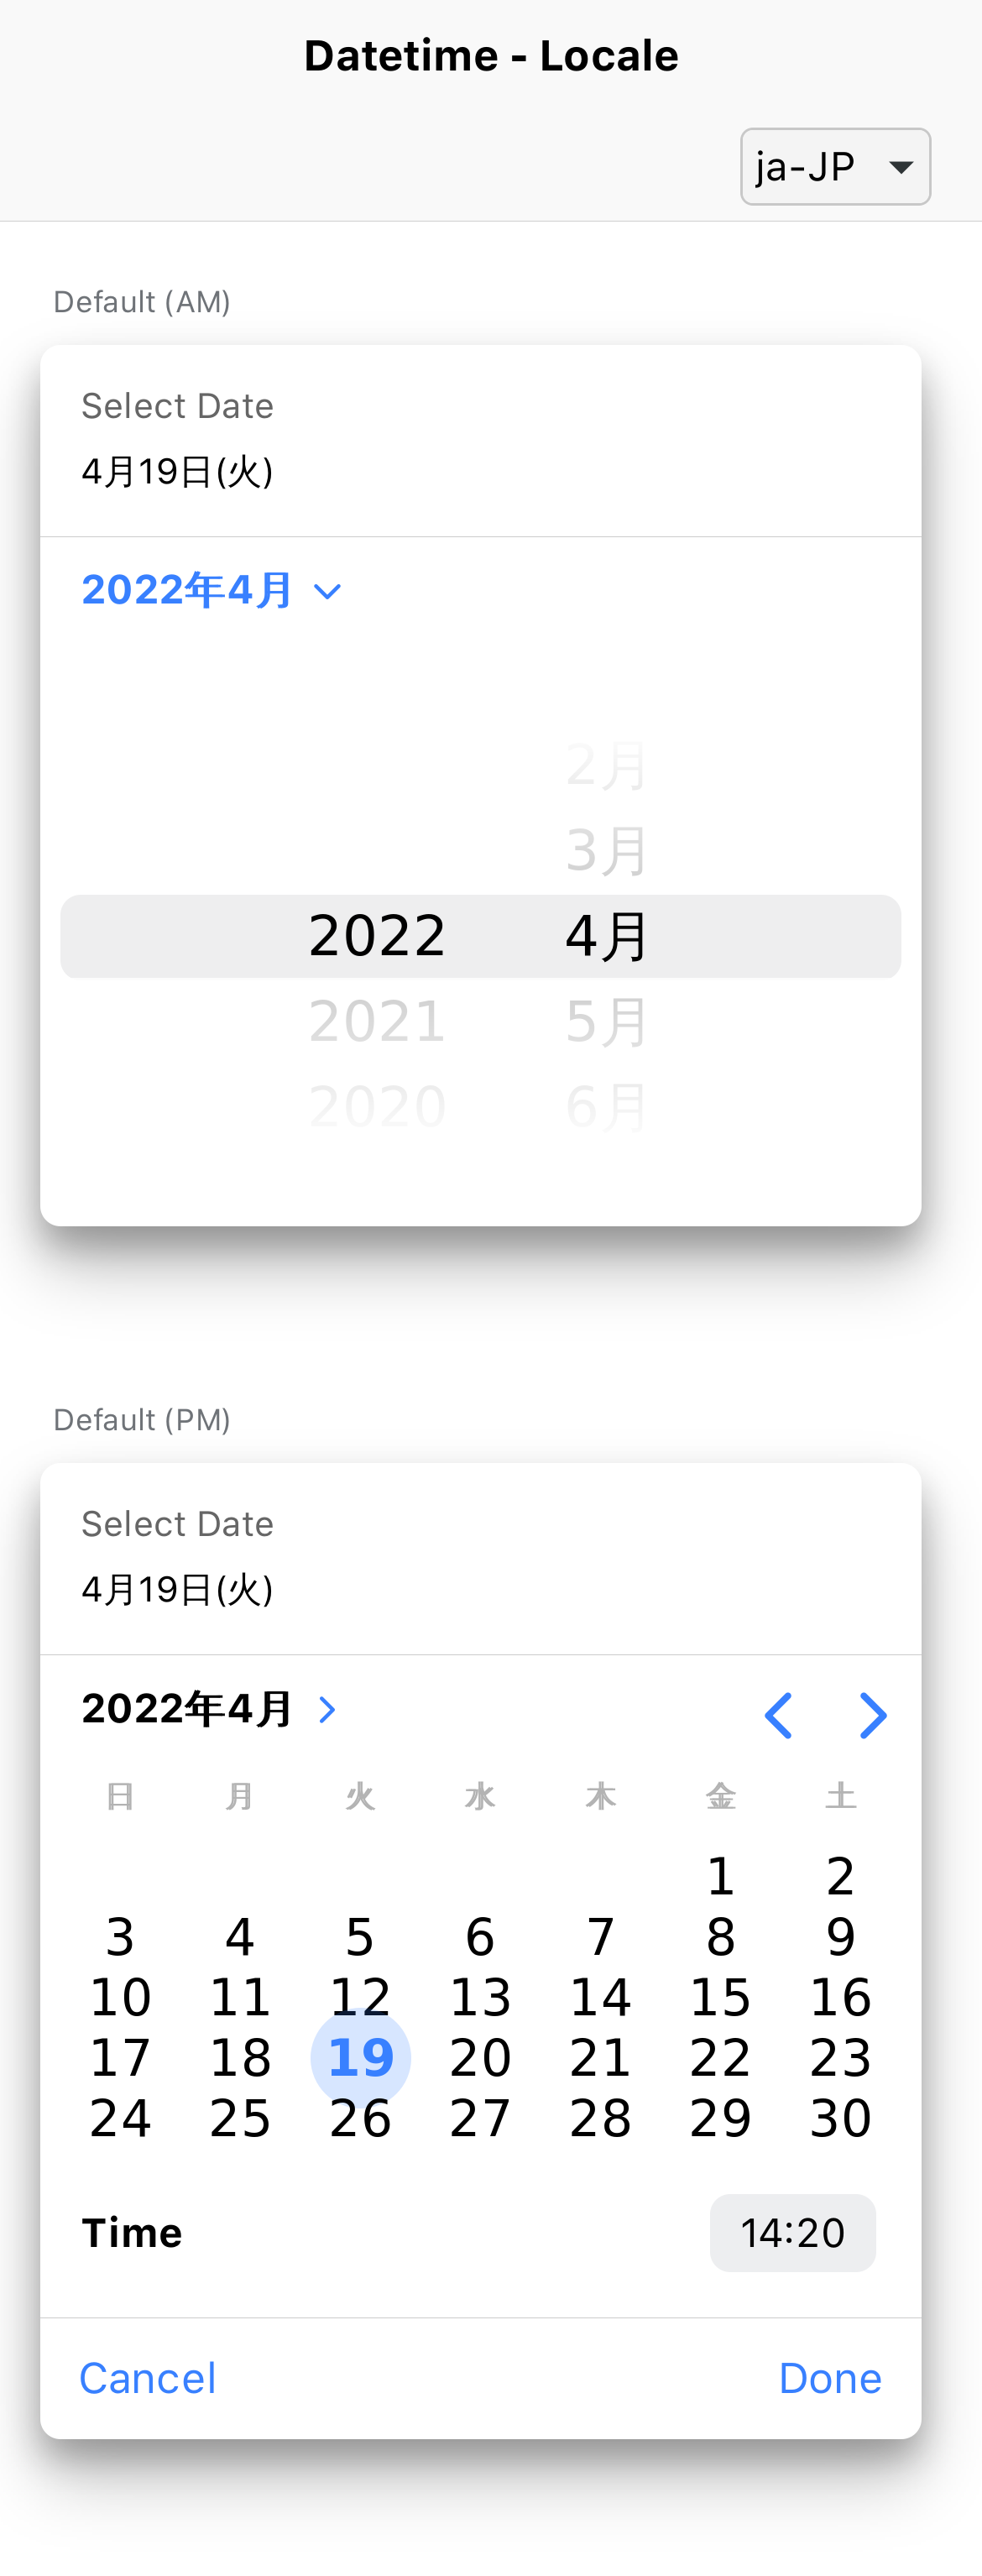 Datetime - Locale
ja-JP
Default (AM)
Select Date
4月19日(火)
2022年4月
2月
3月
2022 4月
2021 5月
2020 6月
Default (PM)
Select Date
4月19日(火)
2022年4月
日 月 火 水 木 金 土
1 2
3 4 5 6 7 8 9
10 11 12 13 14 15 16
17 18 19 20 21 22 23
24 25 26 27 28 29 30
Time 14:20
Cancel Done